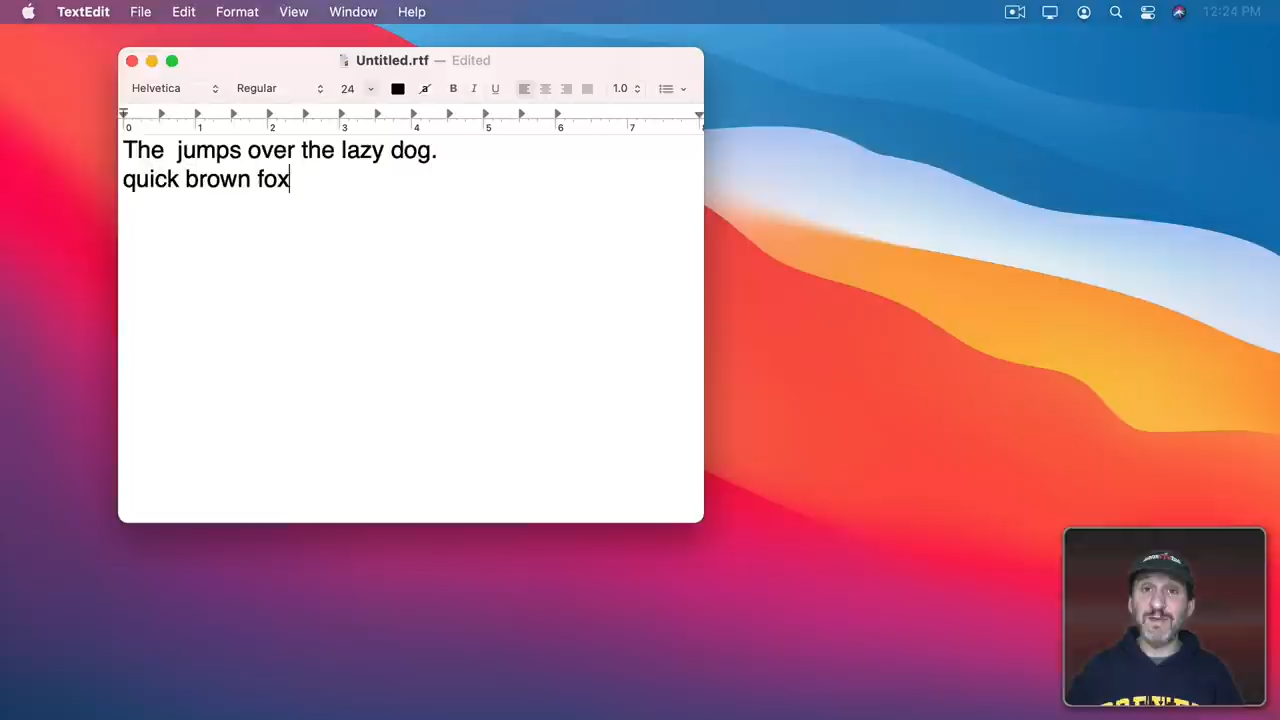 TextEdit File Edit Format View Window Help 12:24 PM
Untitled.rtf — Edited
Helvetica Regular 24 a B I U 1.0
0 1 2 3 4 5 6 7 8
The  jumps over the lazy dog.
quick brown fox